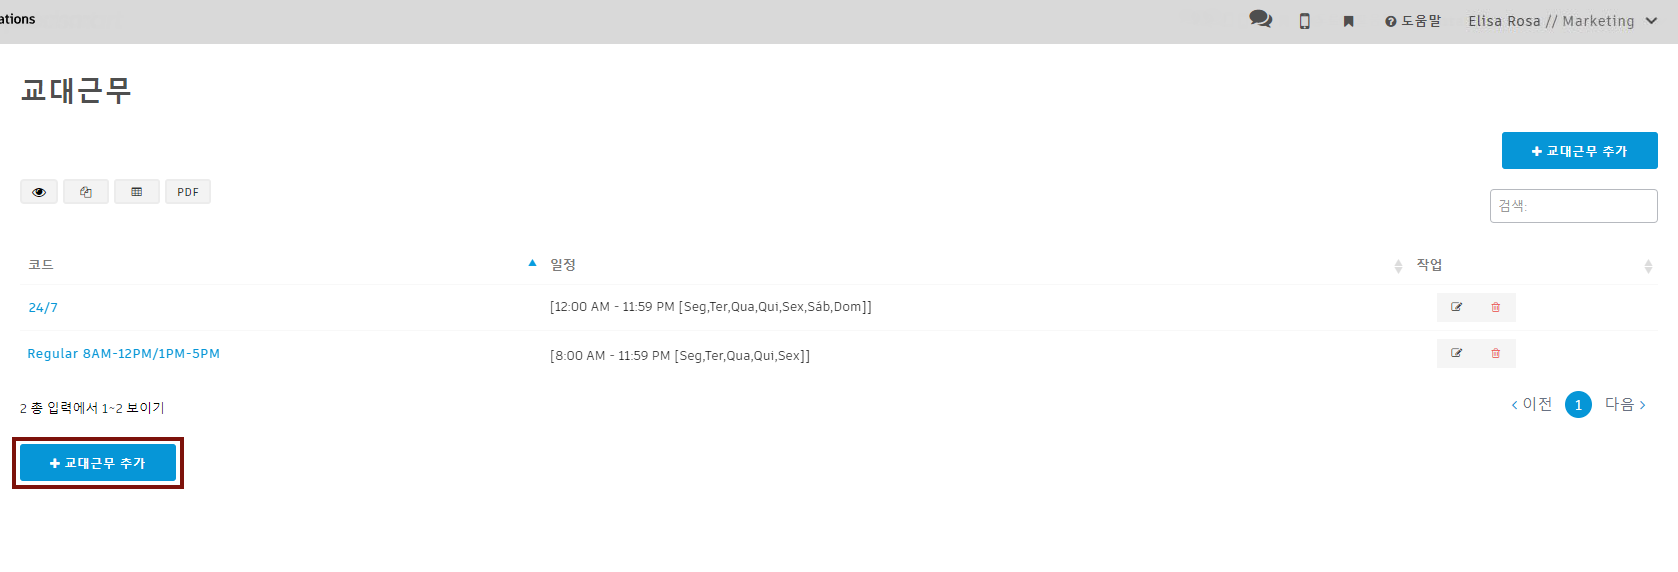 ations
도움말 Elisa Rosa // Marketing
교대근무
교대근무 추가
PDF
검색:
코드 일정 작업
24/7 [12:00 AM - 11:59 PM [Seg,Ter,Qua,Qui,Sex,Sáb,Dom]]
Regular 8AM-12PM/1PM-5PM [8:00 AM - 11:59 PM [Seg,Ter,Qua,Qui,Sex]]
2 총 입력에서 1~2 보이기 ‹ 이전 1 다음 ›
교대근무 추가